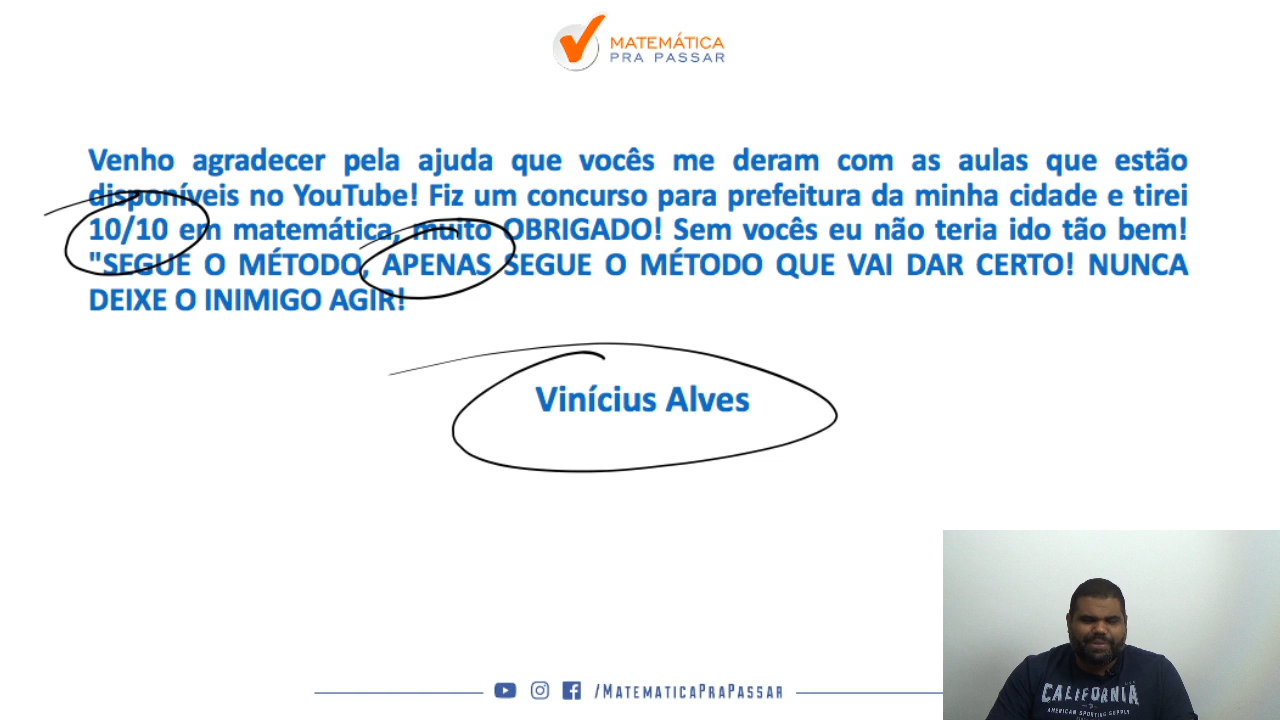 MATEMÁTICA
PRA PASSAR
Venho agradecer pela ajuda que vocês me deram com as aulas que estão
disponíveis no YouTube! Fiz um concurso para prefeitura da minha cidade e tirei
10/10 em matemática, muito OBRIGADO! Sem vocês eu não teria ido tão bem!
"SEGUE O MÉTODO, APENAS SEGUE O MÉTODO QUE VAI DAR CERTO! NUNCA
DEIXE O INIMIGO AGIR!
Vinícius Alves
/MATEMATICAPRAPASSAR
CALIFORNIA
AMERICAN SPORTING SUPPLY